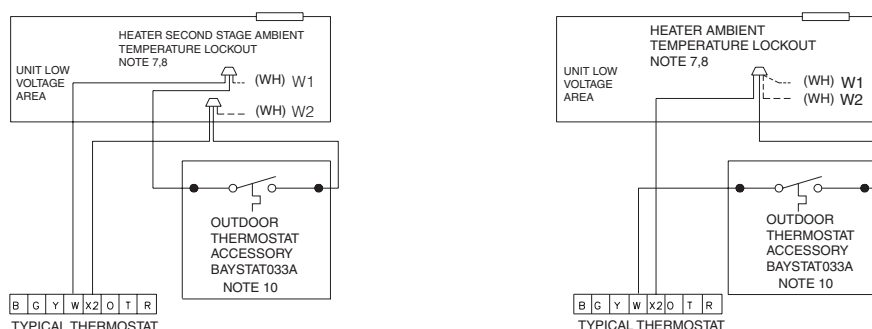 HEATER SECOND STAGE AMBIENT
TEMPERATURE LOCKOUT
NOTE 7,8
UNIT LOW
VOLTAGE
AREA
(WH) W1
(WH) W2
OUTDOOR
THERMOSTAT
ACCESSORY
BAYSTAT033A
NOTE 10
B G Y W X2 O T R
TYPICAL THERMOSTAT
HEATER AMBIENT
TEMPERATURE LOCKOUT
NOTE 7,8
UNIT LOW
VOLTAGE
AREA
(WH) W1
(WH) W2
OUTDOOR
THERMOSTAT
ACCESSORY
BAYSTAT033A
NOTE 10
B G Y W X2 O T R
TYPICAL THERMOSTAT